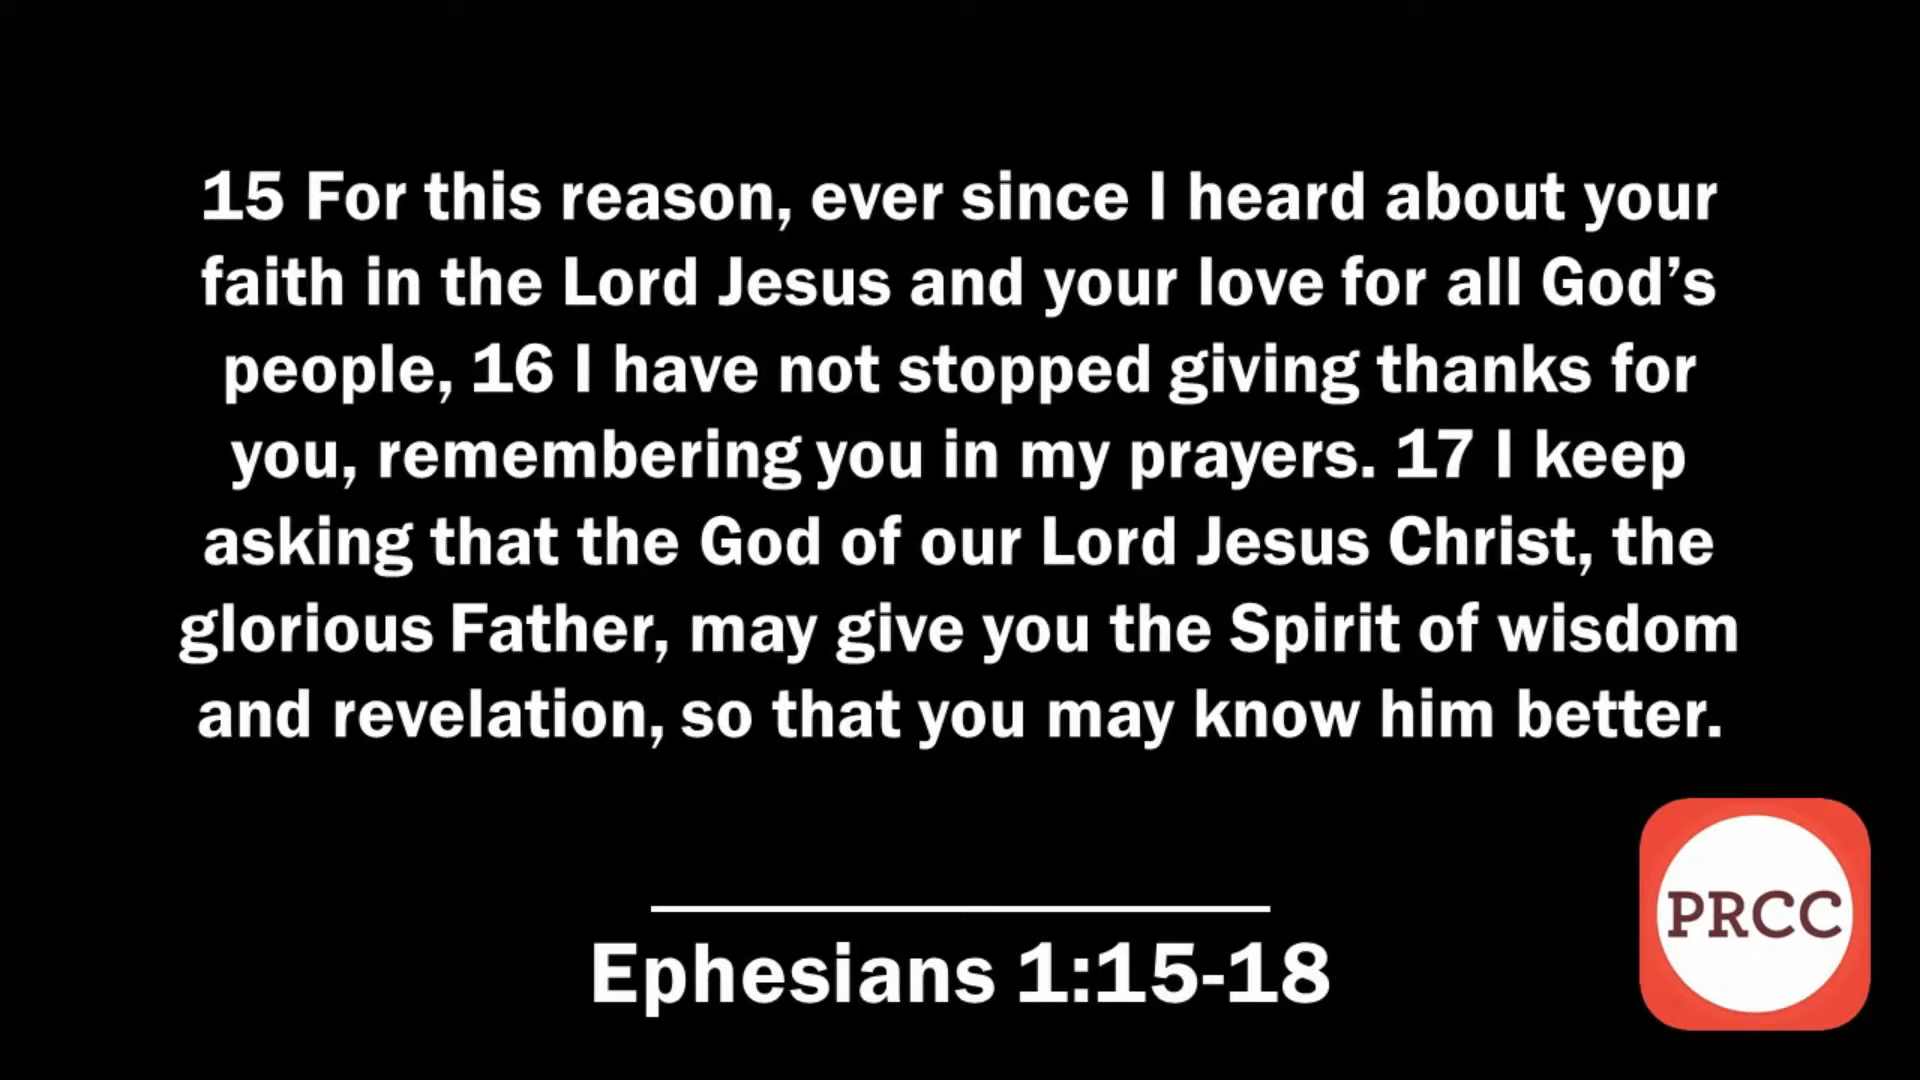 15 For this reason, ever since I heard about your
faith in the Lord Jesus and your love for all God’s
people, 16 I have not stopped giving thanks for
you, remembering you in my prayers. 17 I keep
asking that the God of our Lord Jesus Christ, the
glorious Father, may give you the Spirit of wisdom
and revelation, so that you may know him better.
Ephesians 1:15-18
PRCC